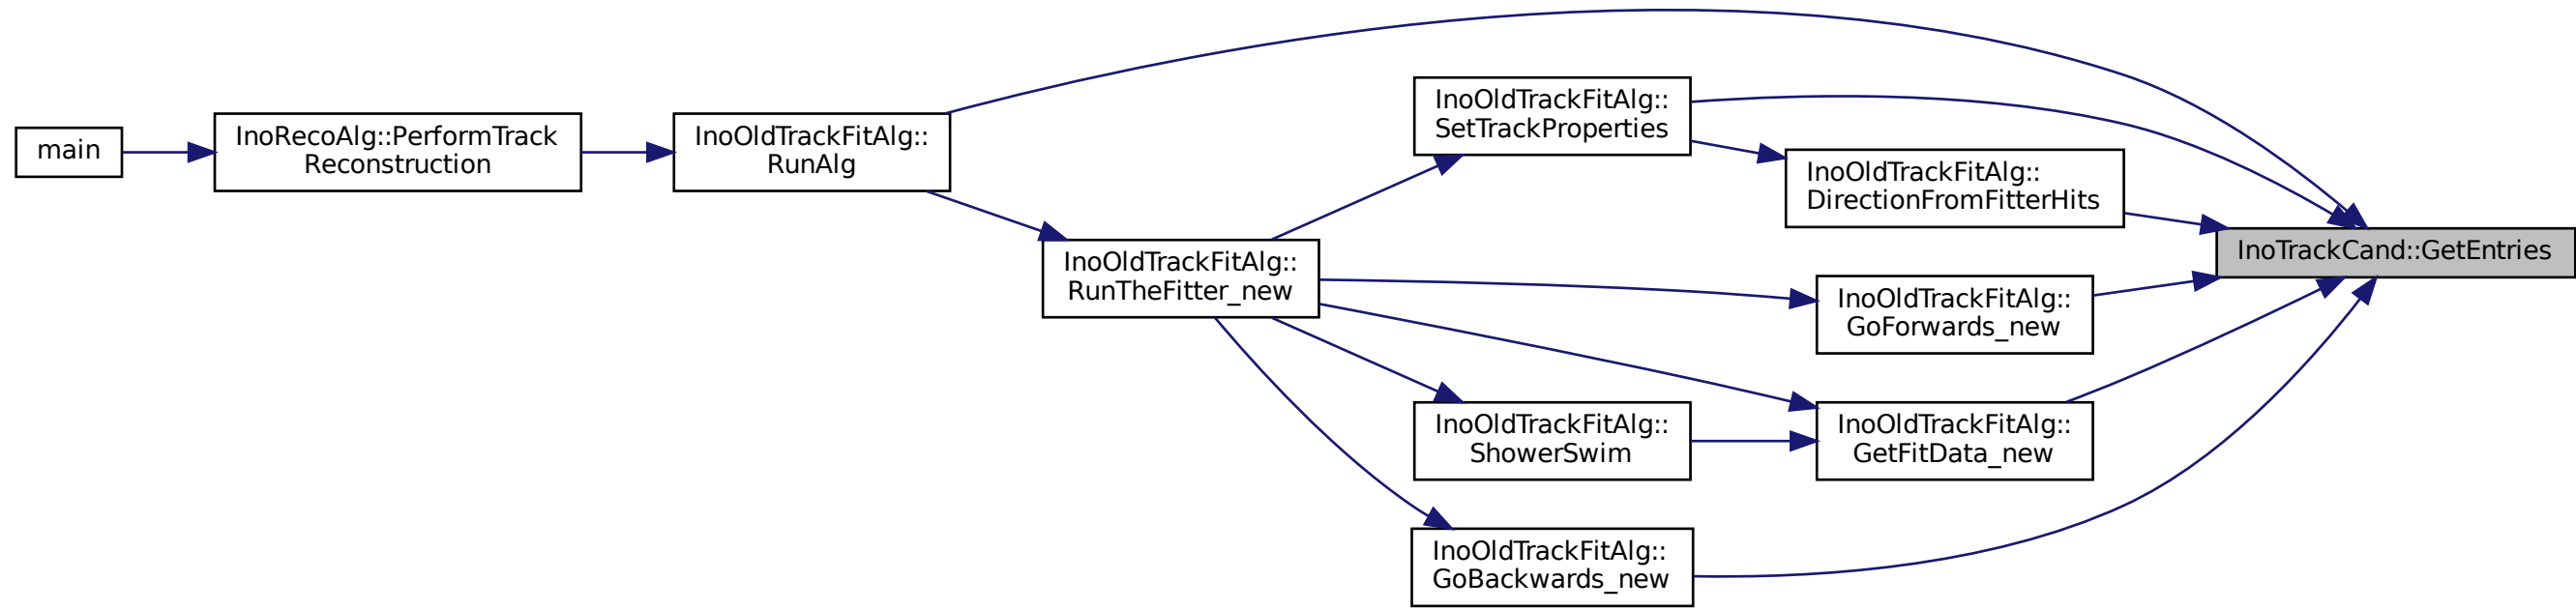 main
InoRecoAlg::PerformTrack
Reconstruction
InoOldTrackFitAlg::
RunAlg
InoOldTrackFitAlg::
RunTheFitter_new
InoOldTrackFitAlg::
SetTrackProperties
InoOldTrackFitAlg::
DirectionFromFitterHits
InoOldTrackFitAlg::
GoForwards_new
InoOldTrackFitAlg::
ShowerSwim
InoOldTrackFitAlg::
GetFitData_new
InoOldTrackFitAlg::
GoBackwards_new
InoTrackCand::GetEntries